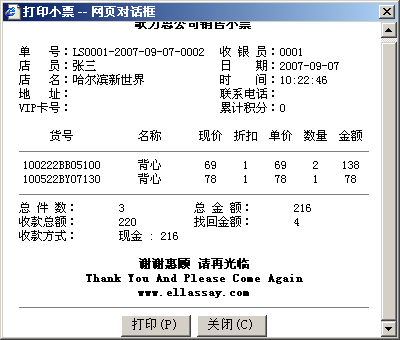 打印小票 -- 网页对话框
歌力思公司销售小票
单 号：LS0001-2007-09-07-0002 收 银 员：0001
店 员：张三 日 期：2007-09-07
店 名：哈尔滨新世界 时 间：10:22:46
地 址： 联系电话：
VIP卡号： 累计积分：0
货号 名称 现价 折扣 单价 数量 金额
100222BB05100 背心 69 1 69 2 138
100522BY07130 背心 78 1 78 1 78
总 件 数： 3 总 金 额： 216
收款总额： 220 找回金额： 4
收款方式： 现金 : 216
谢谢惠顾 请再光临
Thank You And Please Come Again
www.ellassay.com
打印(P) 关闭(C)